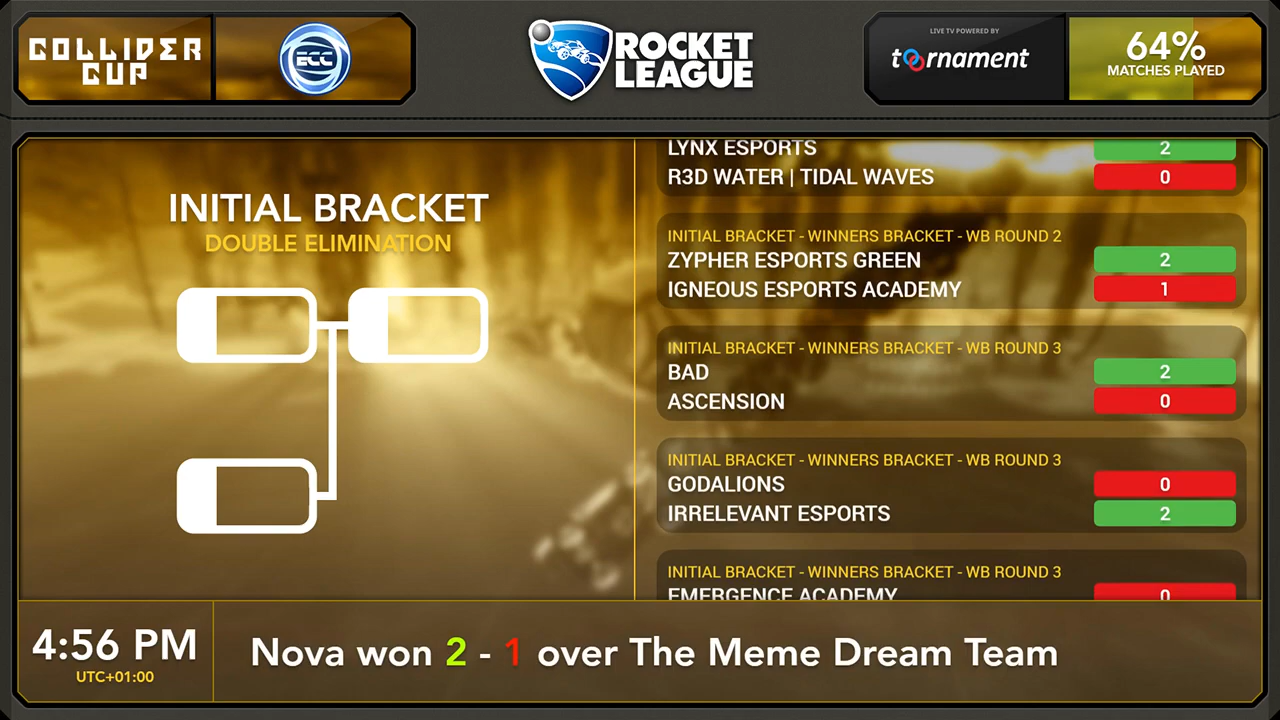 COLLIDER
CUP
ECC
ROCKET
LEAGUE
LIVE TV POWERED BY
toornament
64%
MATCHES PLAYED
INITIAL BRACKET
DOUBLE ELIMINATION
LYNX ESPORTS 2
R3D WATER | TIDAL WAVES 0
INITIAL BRACKET - WINNERS BRACKET - WB ROUND 2
ZYPHER ESPORTS GREEN 2
IGNEOUS ESPORTS ACADEMY 1
INITIAL BRACKET - WINNERS BRACKET - WB ROUND 3
BAD 2
ASCENSION 0
INITIAL BRACKET - WINNERS BRACKET - WB ROUND 3
GODALIONS 0
IRRELEVANT ESPORTS 2
INITIAL BRACKET - WINNERS BRACKET - WB ROUND 3
EMERGENCE ACADEMY 0
4:56 PM
UTC+01:00
Nova won 2 - 1 over The Meme Dream Team